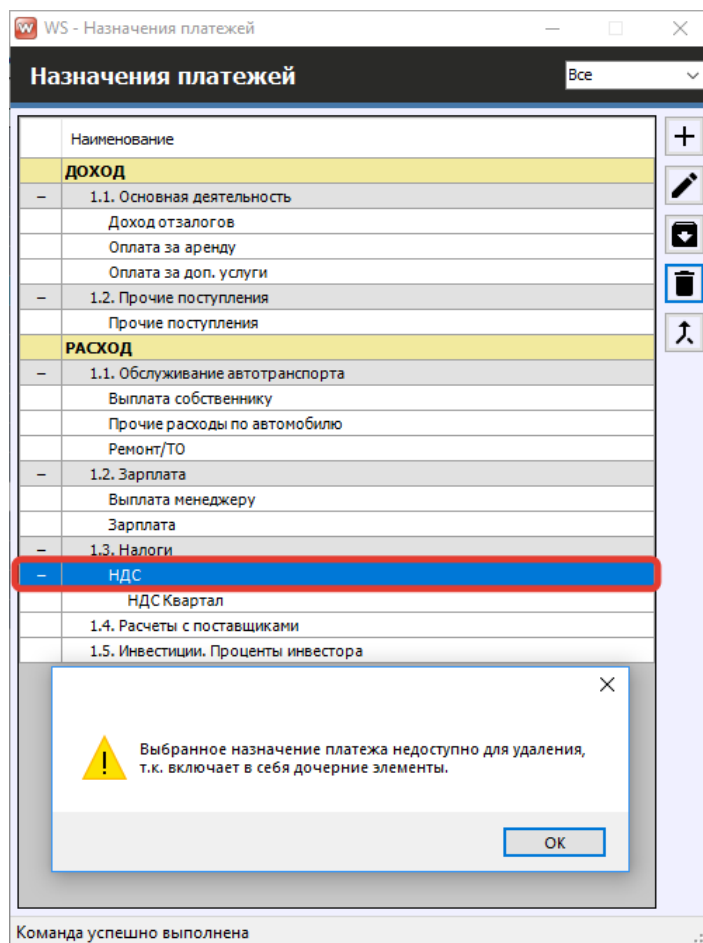 WS - Назначения платежей
Назначения платежей
Все
Наименование
ДОХОД
1.1. Основная деятельность
Доход отзалогов
Оплата за аренду
Оплата за доп. услуги
1.2. Прочие поступления
Прочие поступления
РАСХОД
1.1. Обслуживание автотранспорта
Выплата собственнику
Прочие расходы по автомобилю
Ремонт/ТО
1.2. Зарплата
Выплата менеджеру
Зарплата
1.3. Налоги
НДС
НДС Квартал
1.4. Расчеты с поставщиками
1.5. Инвестиции. Проценты инвестора
Выбранное назначение платежа недоступно для удаления,
т.к. включает в себя дочерние элементы.
ОК
Команда успешно выполнена